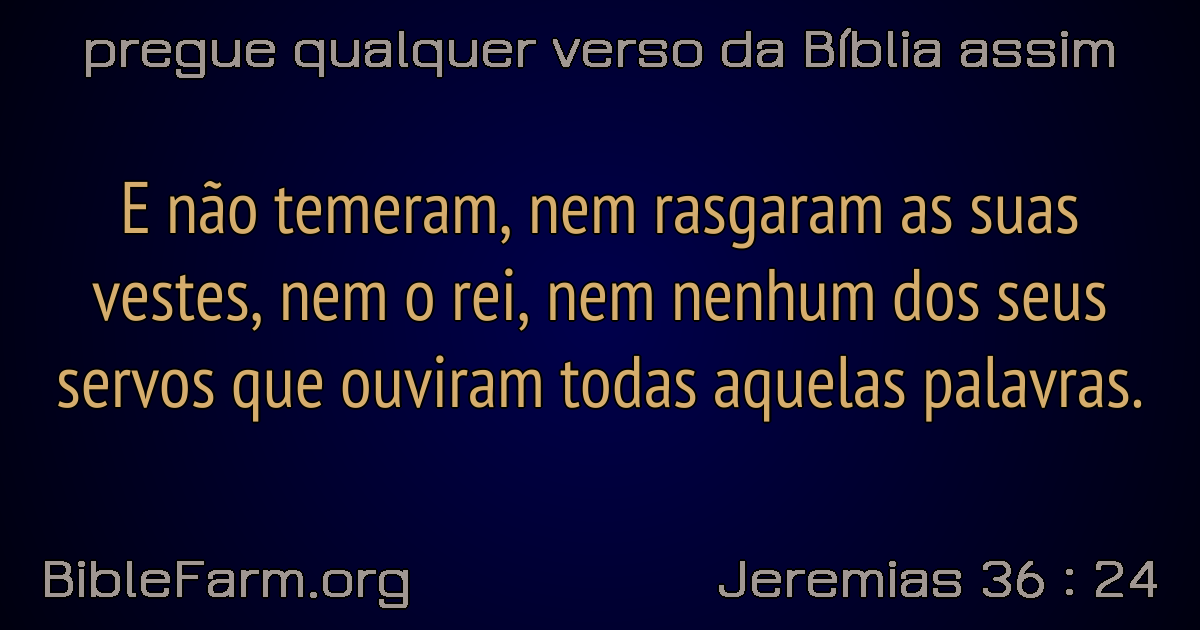 pregue qualquer verso da Bíblia assim
E não temeram, nem rasgaram as suas
vestes, nem o rei, nem nenhum dos seus
servos que ouviram todas aquelas palavras.
BibleFarm.org
Jeremias 36 : 24